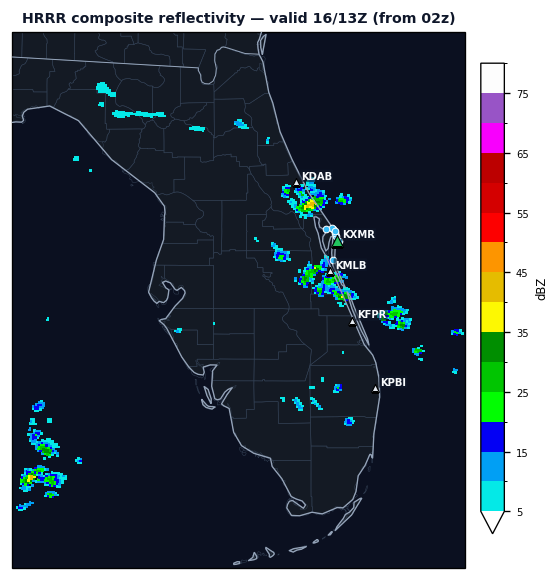 HRRR composite reflectivity — valid 16/13Z (from 02z)
KDAB
KXMR
KMLB
KFPR
KPBI
75
65
55
45
35
25
15
5
dBZ